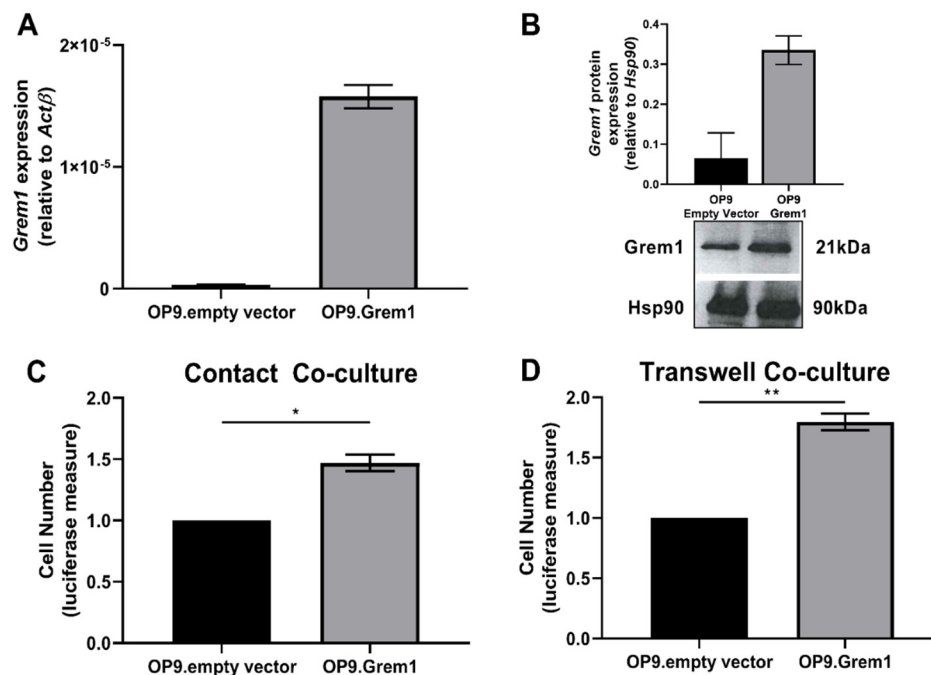 A
Grem1 expression
(relative to Actβ)
2×10⁻⁵
1×10⁻⁵
0
OP9.empty vector
OP9.Grem1
B
Grem1 protein
expression
(relative to Hsp90)
0.4
0.3
0.2
0.1
0.0
OP9
Empty Vector
OP9
Grem1
Grem1
21kDa
Hsp90
90kDa
C
Contact Co-culture
Cell Number
(luciferase measure)
2.0
1.5
1.0
0.5
0.0
*
OP9.empty vector
OP9.Grem1
D
Transwell Co-culture
Cell Number
(luciferase measure)
2.0
1.5
1.0
0.5
0.0
**
OP9.empty vector
OP9.Grem1